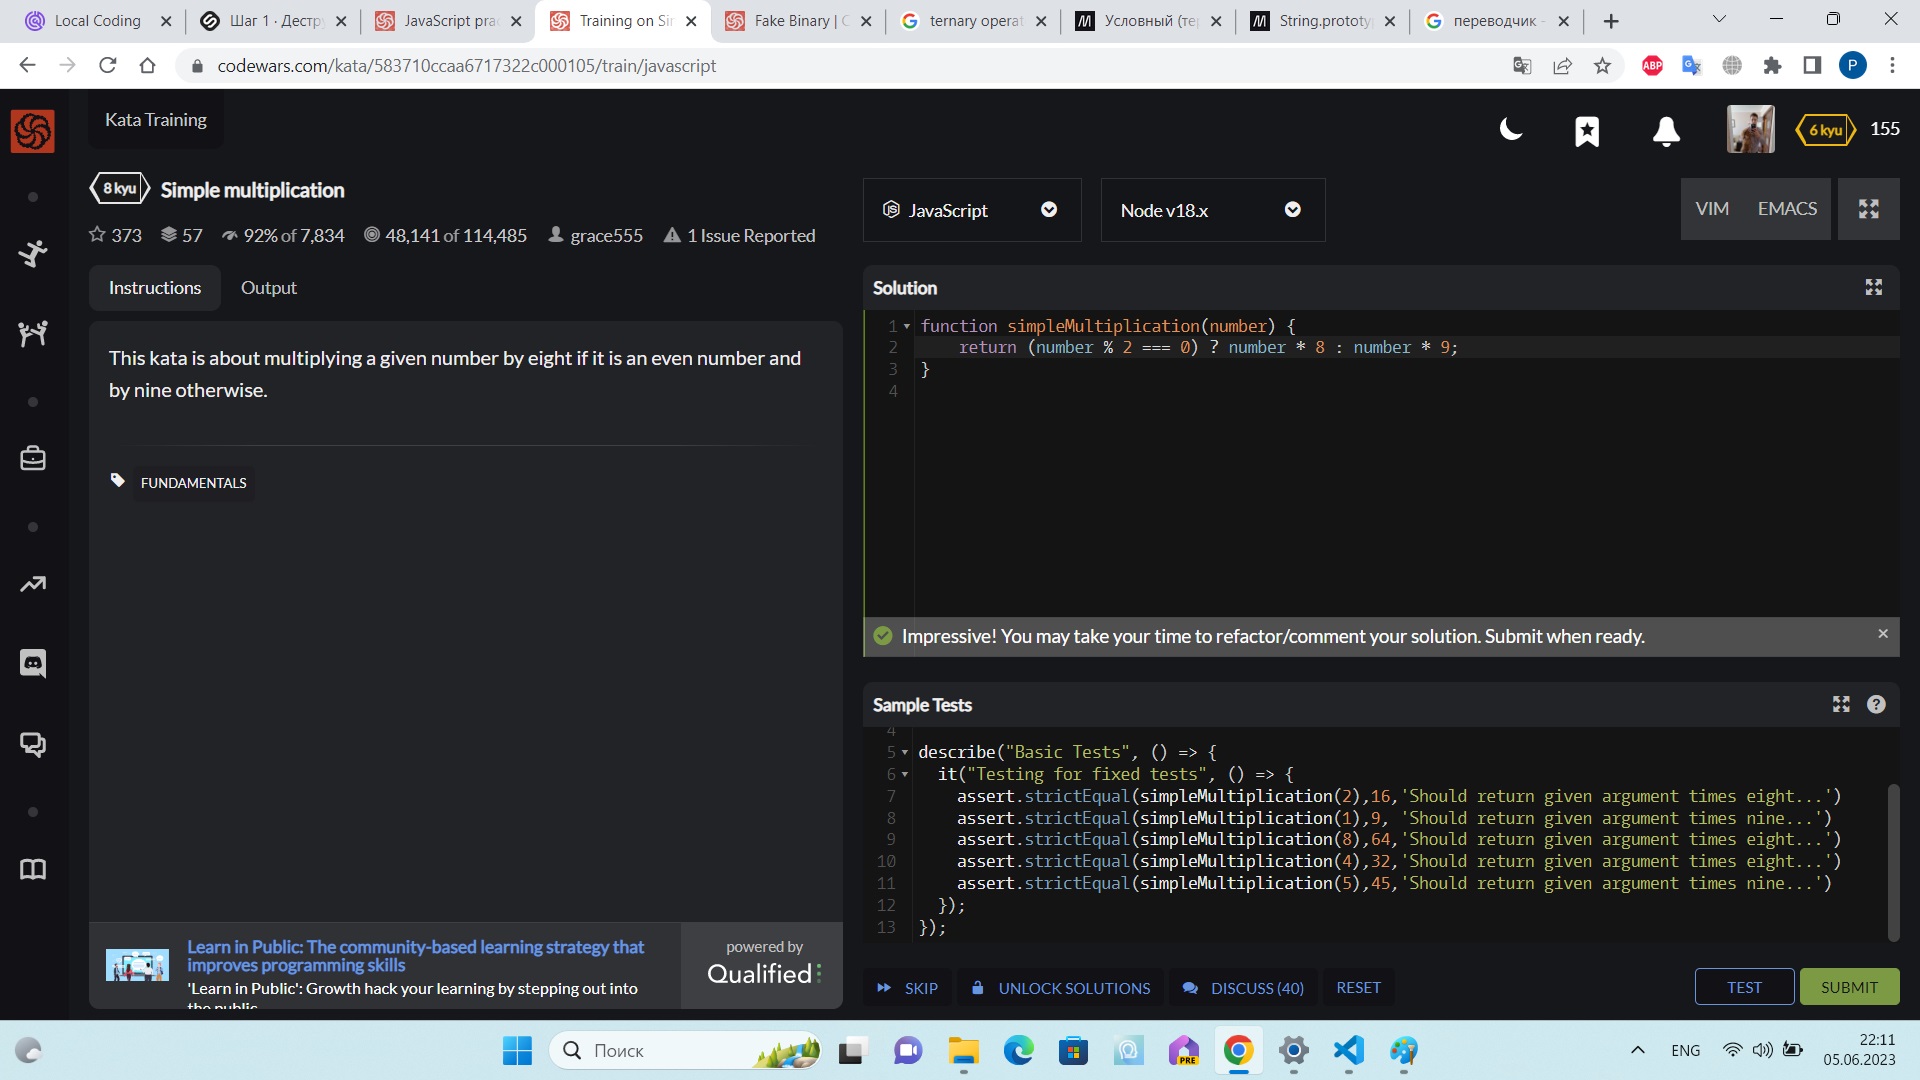 Local Coding
Шаг 1 · Дестру
JavaScript prac
Training on Sim
Fake Binary | C
ternary operat
Условный (те
String.prototy
переводчик -
codewars.com/kata/583710ccaa6717322c000105/train/javascript
ABP
P
Kata Training
6 kyu
155
8 kyu
Simple multiplication
373
57
92% of 7,834
48,141 of 114,485
grace555
1 Issue Reported
JavaScript
Node v18.x
VIM
EMACS
Instructions
Output
Solution
This kata is about multiplying a given number by eight if it is an even number and
by nine otherwise.
FUNDAMENTALS
1 function simpleMultiplication(number) {
2 return (number % 2 === 0) ? number * 8 : number * 9;
3 }
4
Impressive! You may take your time to refactor/comment your solution. Submit when ready.
Sample Tests
4
5 describe("Basic Tests", () => {
6 it("Testing for fixed tests", () => {
7 assert.strictEqual(simpleMultiplication(2),16,'Should return given argument times eight...')
8 assert.strictEqual(simpleMultiplication(1),9, 'Should return given argument times nine...')
9 assert.strictEqual(simpleMultiplication(8),64,'Should return given argument times eight...')
10 assert.strictEqual(simpleMultiplication(4),32,'Should return given argument times eight...')
11 assert.strictEqual(simpleMultiplication(5),45,'Should return given argument times nine...')
12 });
13 });
Learn in Public: The community-based learning strategy that
improves programming skills
'Learn in Public': Growth hack your learning by stepping out into
the public
powered by
Qualified
SKIP
UNLOCK SOLUTIONS
DISCUSS (40)
RESET
TEST
SUBMIT
Поиск
PRE
ENG
22:11
05.06.2023